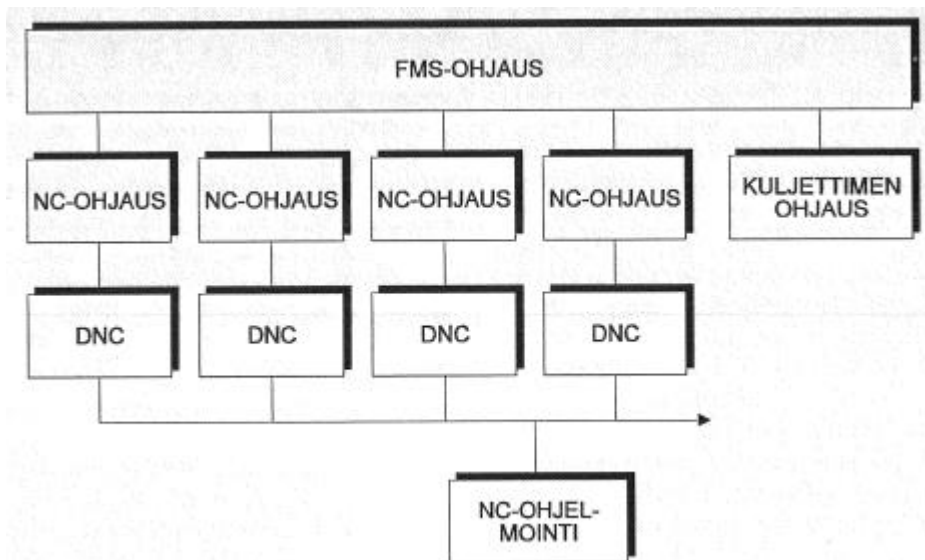 FMS-OHJAUS
NC-OHJAUS
NC-OHJAUS
NC-OHJAUS
NC-OHJAUS
KULJETTIMEN
OHJAUS
DNC
DNC
DNC
DNC
NC-OHJEL-
MOINTI